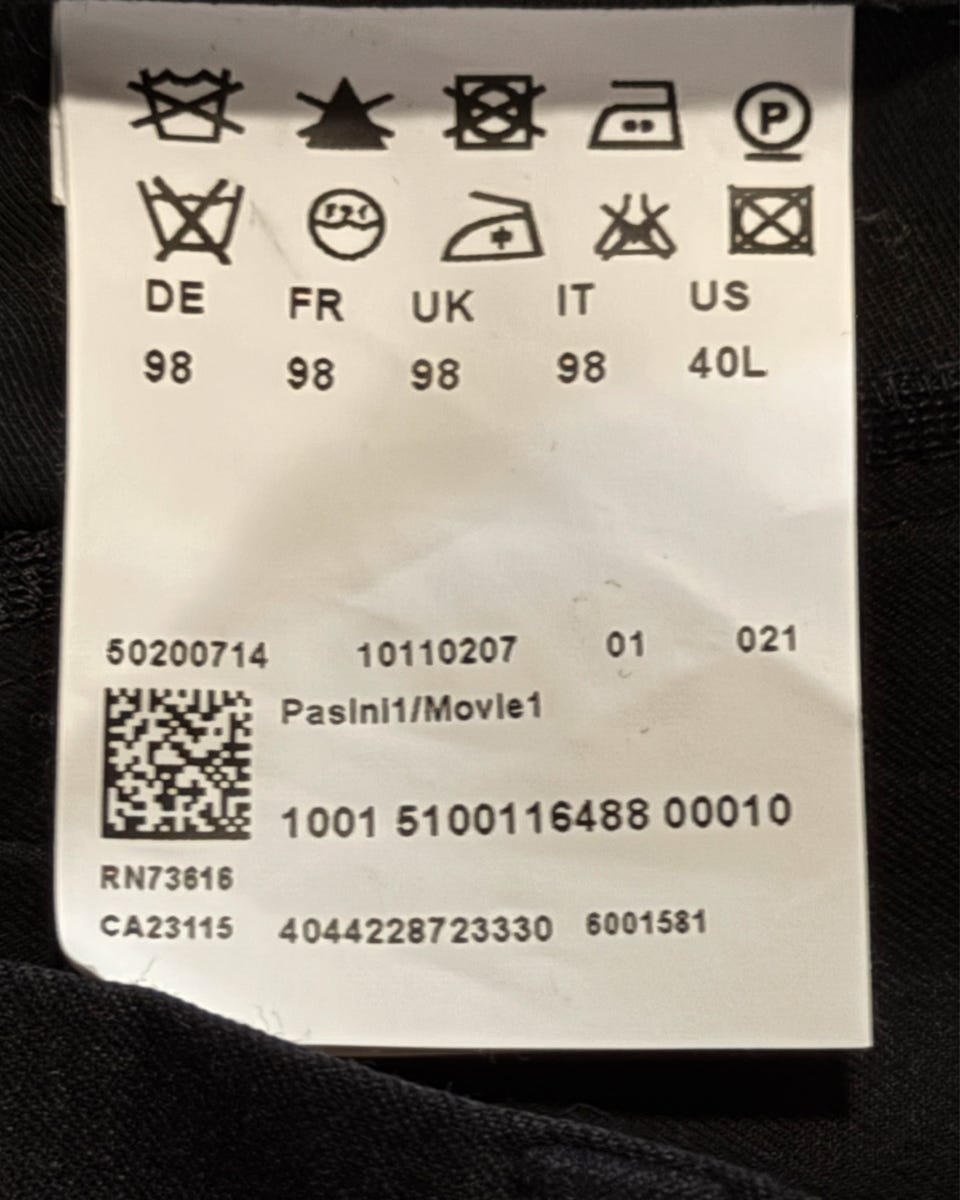 P
DE FR UK IT US
98 98 98 98 40L
50200714 10110207 01 021
Pasini1/Movie1
1001 5100116488 00010
RN73616
CA23115 4044228723330 6001581